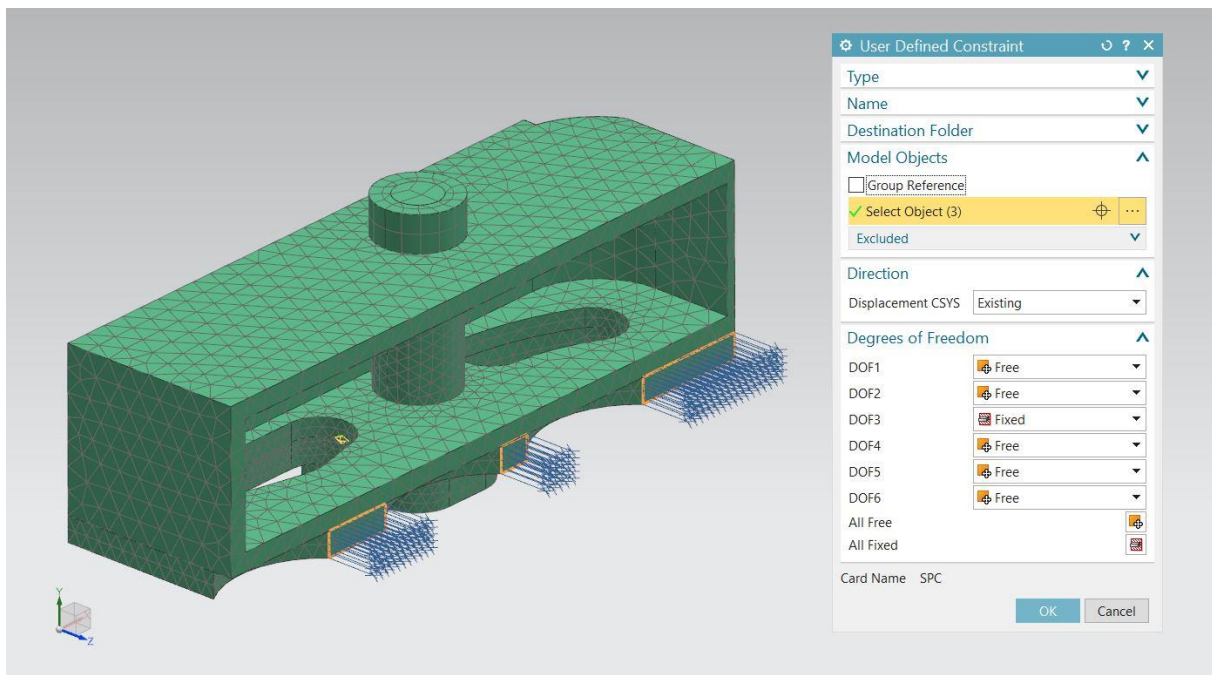 User Defined Constraint
Type
Name
Destination Folder
Model Objects
Group Reference
Select Object (3)
Excluded
Direction
Displacement CSYS Existing
Degrees of Freedom
DOF1 Free
DOF2 Free
DOF3 Fixed
DOF4 Free
DOF5 Free
DOF6 Free
All Free
All Fixed
Card Name SPC
OK Cancel
Y
Z